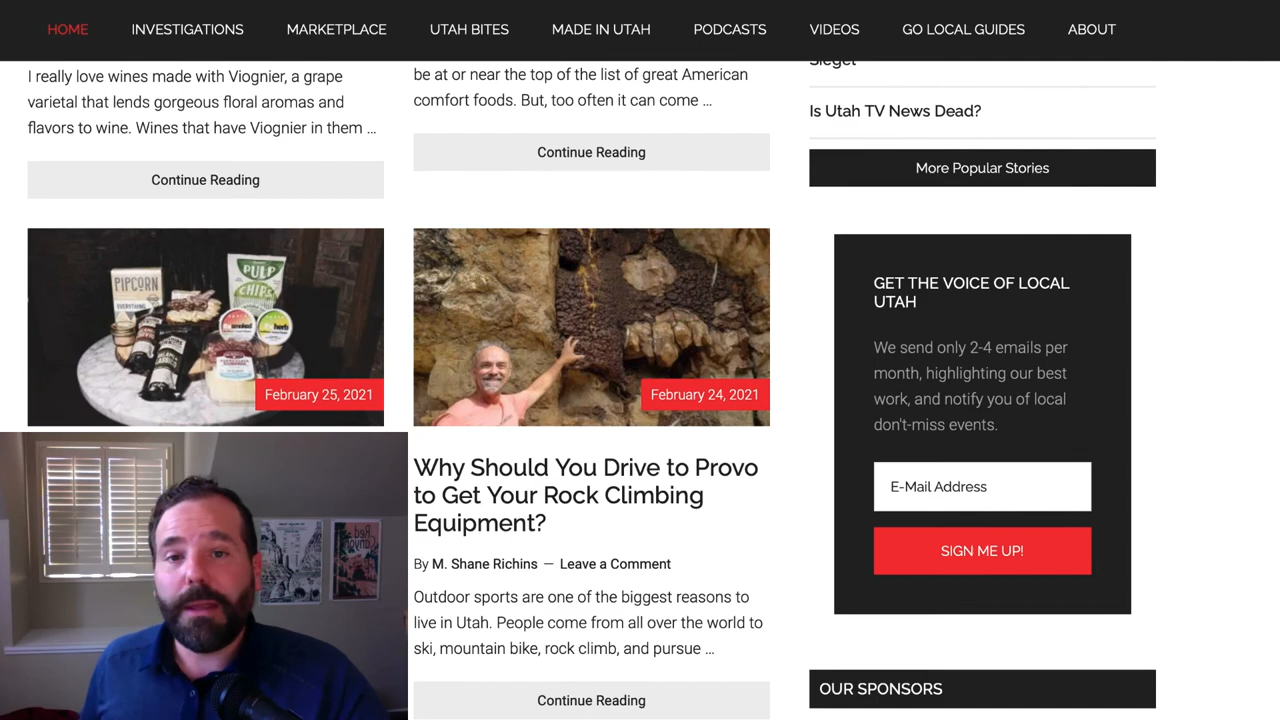 HOME INVESTIGATIONS MARKETPLACE UTAH BITES MADE IN UTAH PODCASTS VIDEOS GO LOCAL GUIDES ABOUT
I really love wines made with Viognier, a grape
varietal that lends gorgeous floral aromas and
flavors to wine. Wines that have Viognier in them ...
Continue Reading
be at or near the top of the list of great American
comfort foods. But, too often it can come ...
Continue Reading
Siegel
Is Utah TV News Dead?
More Popular Stories
PIPCORN
EVERYTHING
PULP
CHIPS
February 25, 2021
February 24, 2021
Why Should You Drive to Provo
to Get Your Rock Climbing
Equipment?
By M. Shane Richins — Leave a Comment
Outdoor sports are one of the biggest reasons to
live in Utah. People come from all over the world to
ski, mountain bike, rock climb, and pursue ...
Continue Reading
GET THE VOICE OF LOCAL
UTAH
We send only 2-4 emails per
month, highlighting our best
work, and notify you of local
don't-miss events.
E-Mail Address
SIGN ME UP!
OUR SPONSORS
Red
Canyon